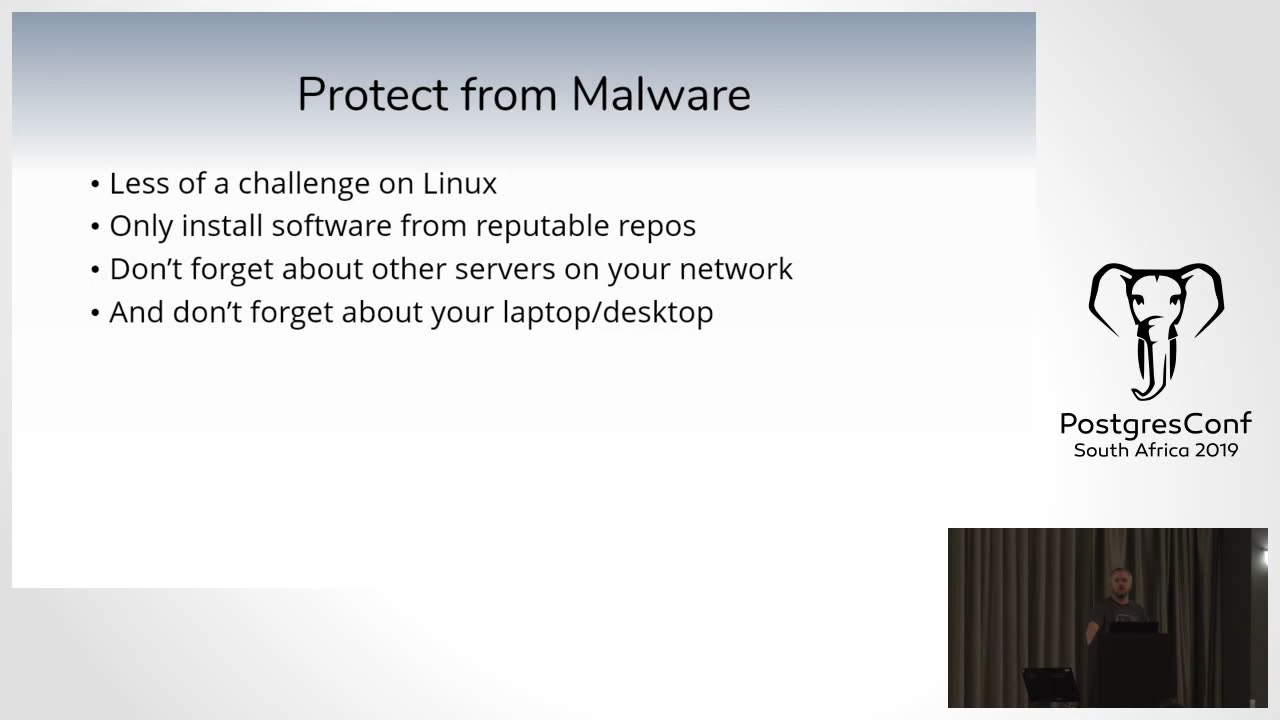 Protect from Malware
• Less of a challenge on Linux
• Only install software from reputable repos
• Don’t forget about other servers on your network
• And don’t forget about your laptop/desktop
PostgresConf
South Africa 2019